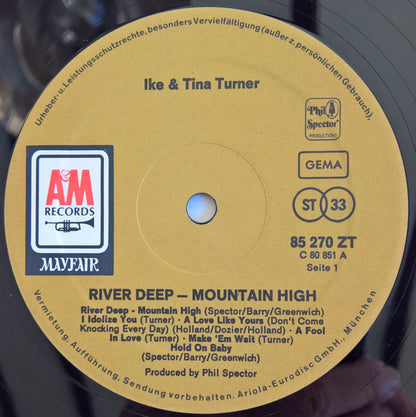 Urheber- u. Leistungsschutzrechte, besonders Vervielfältigung (außer z. persönlichen Gebrauch),
Ike & Tina Turner
Phil
Spector
PRODUCTIONS
GEMA
A&M
RECORDS
MAYFAIR
ST 33
85 270 ZT
C 80 851 A
Seite 1
RIVER DEEP – MOUNTAIN HIGH
River Deep - Mountain High (Spector/Barry/Greenwich)
I Idolize You (Turner) · A Love Like Yours (Don't Come
Knocking Every Day) (Holland/Dozier/Holland) · A Fool
In Love (Turner) · Make 'Em Wait (Turner)
Hold On Baby
(Spector/Barry/Greenwich)
Produced by Phil Spector
Vermietung, Aufführung, Sendung vorbehalten. Ariola-Eurodisc GmbH., München